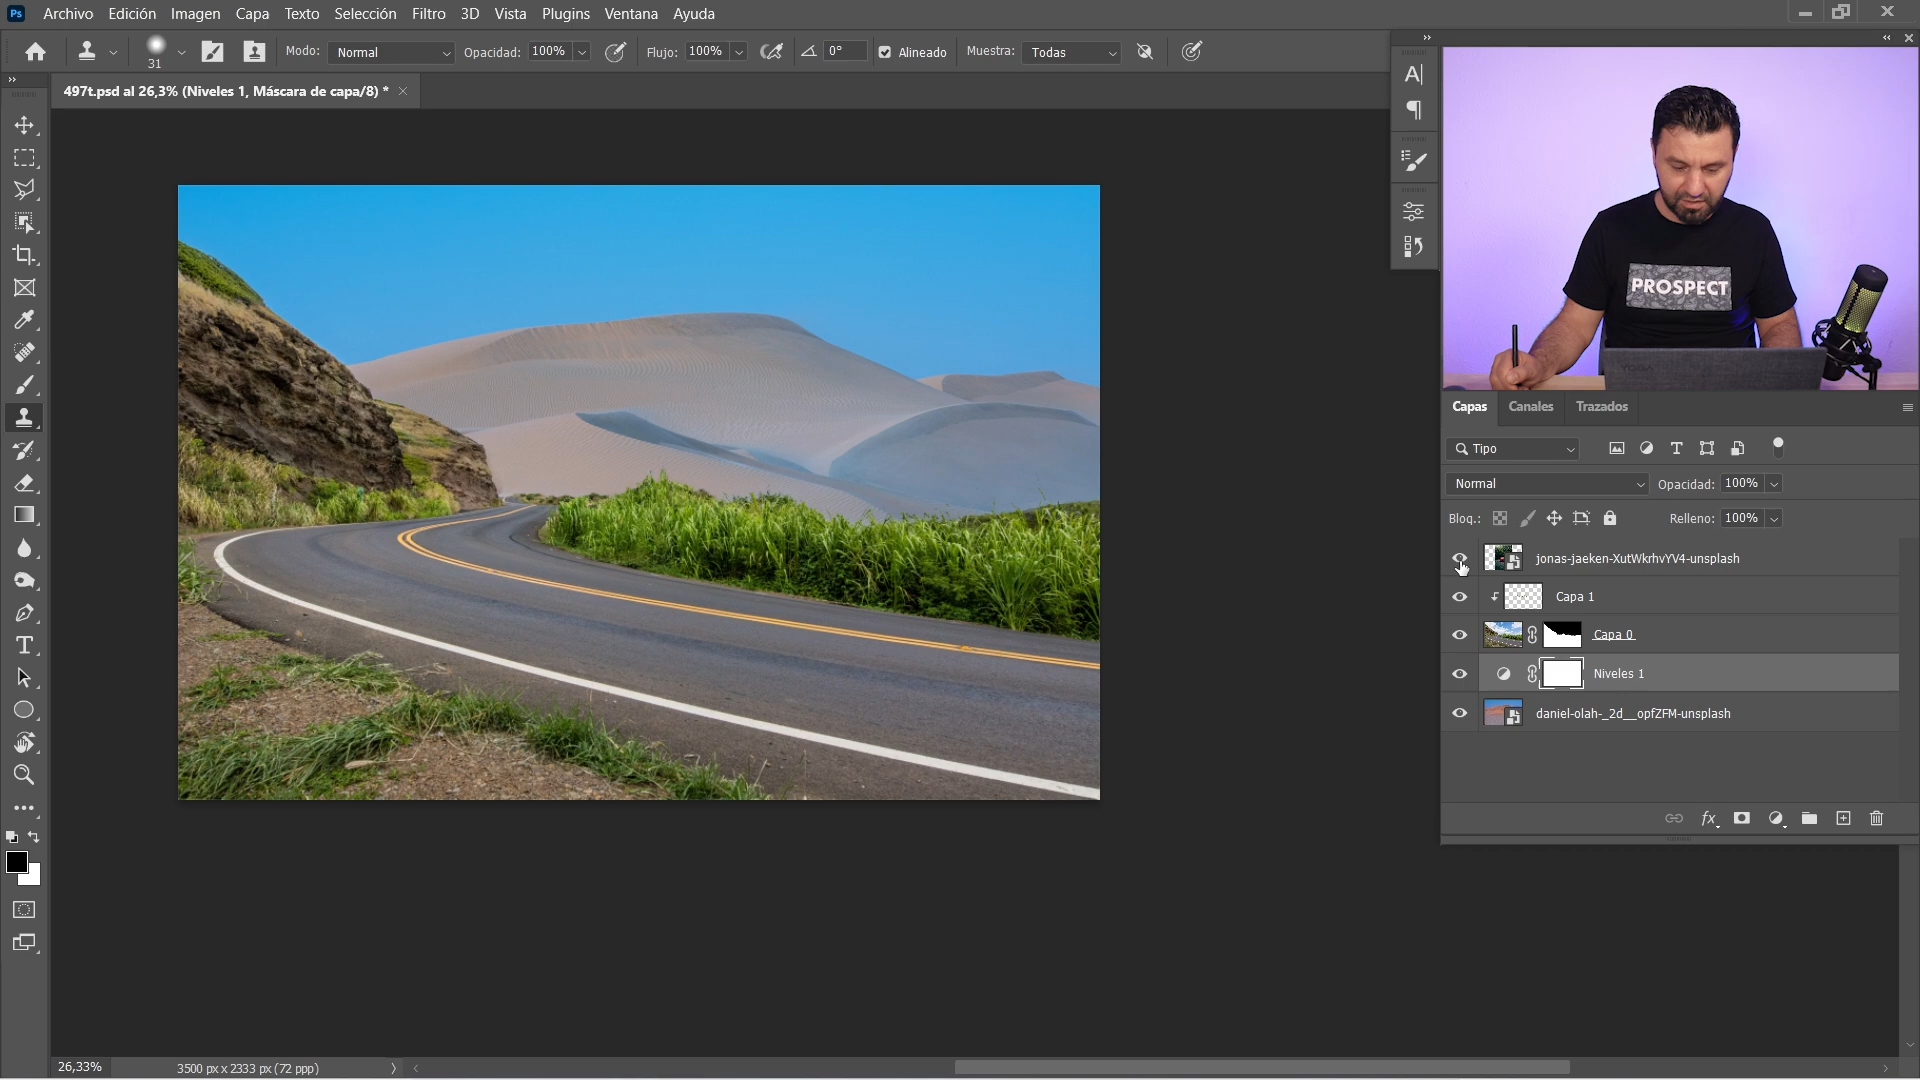 Ps Archivo Edición Imagen Capa Texto Selección Filtro 3D Vista Plugins Ventana Ayuda
31 Modo: Normal Opacidad: 100% Flujo: 100% 0° Alineado Muestra: Todas
497t.psd al 26,3% (Niveles 1, Máscara de capa/8) *
PROSPECT
YOGA
Capas Canales Trazados
Tipo
Normal Opacidad: 100%
Bloq.: Relleno: 100%
jonas-jaeken-XutWkrhvYV4-unsplash
Capa 1
Capa 0
Niveles 1
daniel-olah-_2d__opfZFM-unsplash
fx
26,33% 3500 px x 2333 px (72 ppp)